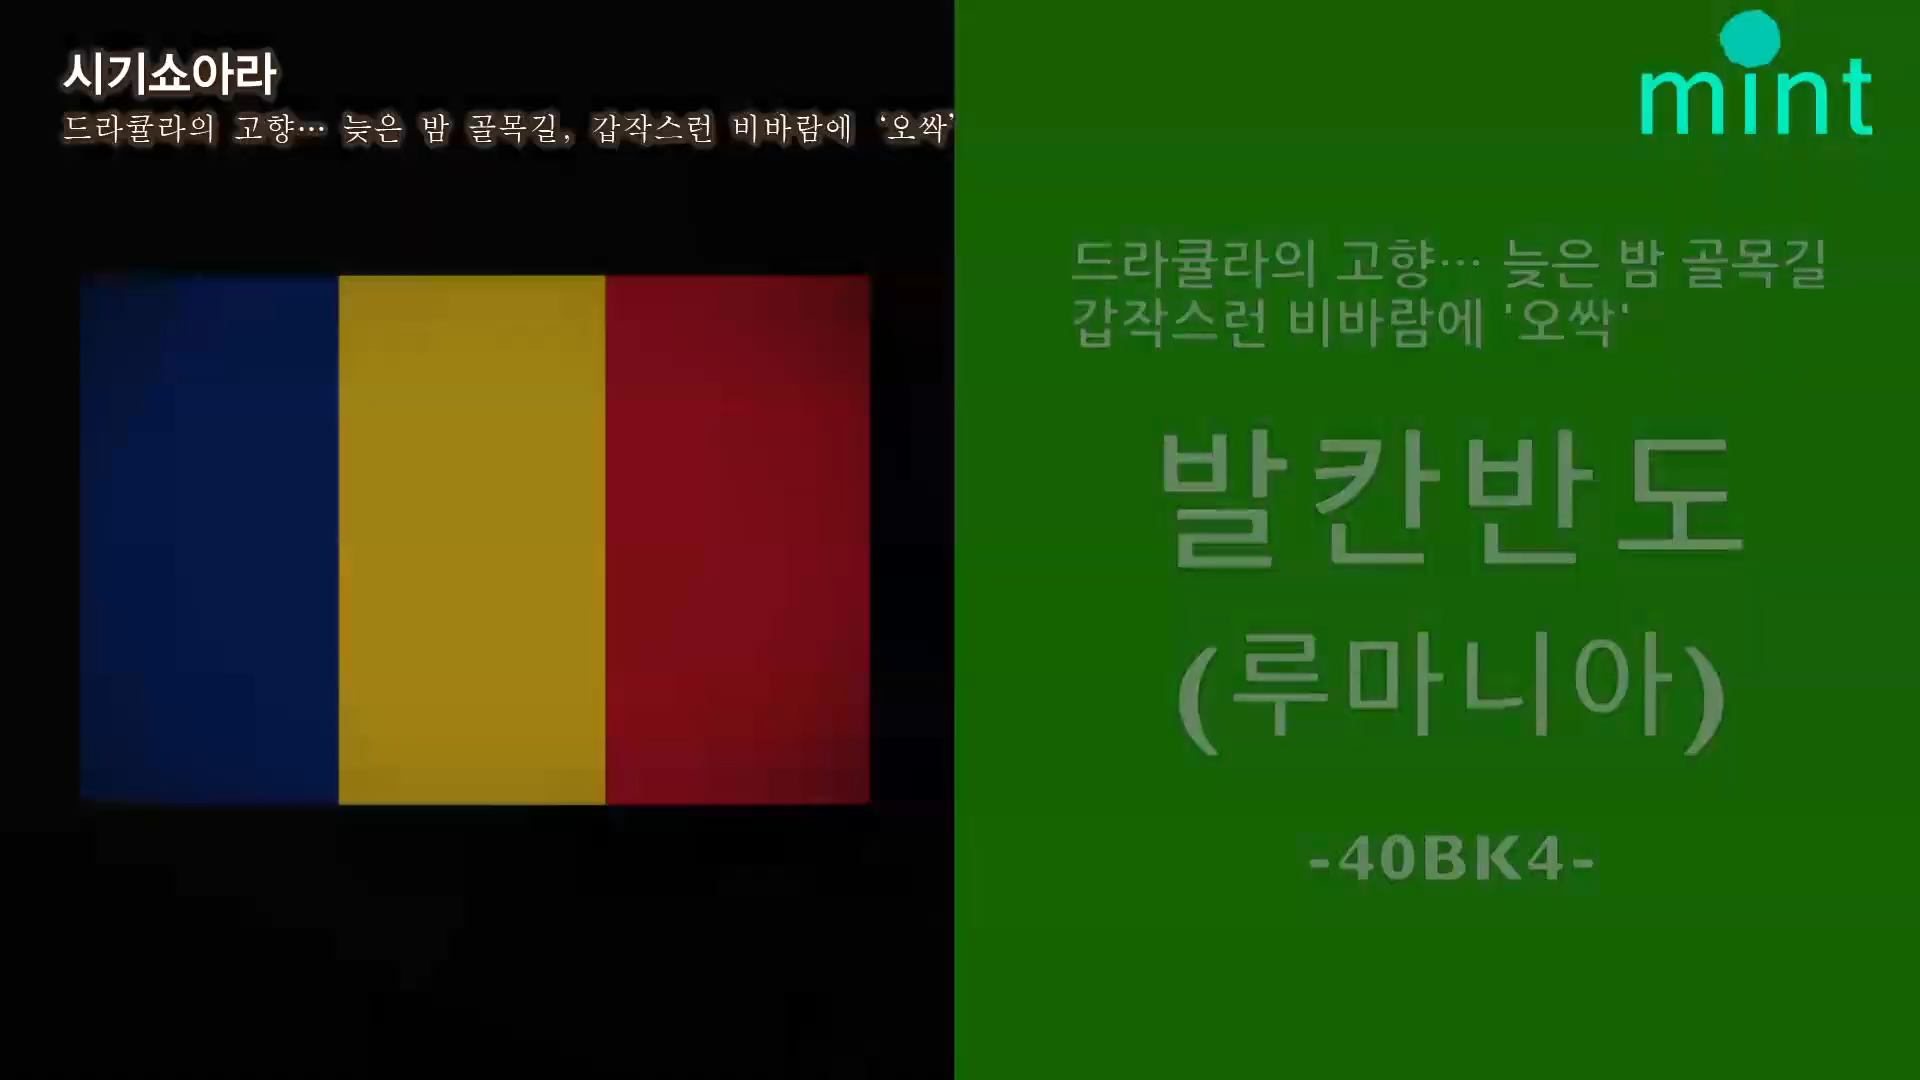 시기쇼아라
드라큘라의 고향… 늦은 밤 골목길, 갑작스런 비바람에 ‘오싹’
mint
드라큘라의 고향… 늦은 밤 골목길
갑작스런 비바람에 '오싹'
발칸반도
(루마니아)
-40BK4-